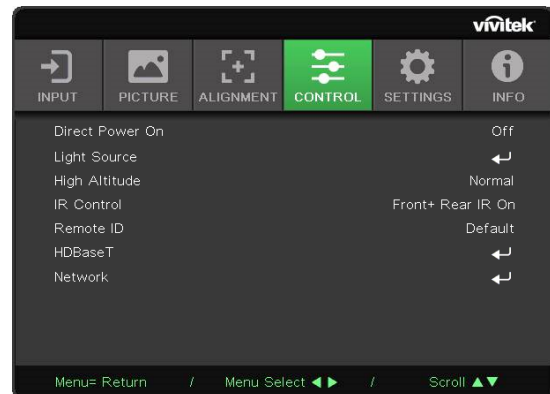 vivitek
INPUT PICTURE ALIGNMENT CONTROL SETTINGS INFO
Direct Power On Off
Light Source
High Altitude Normal
IR Control Front+ Rear IR On
Remote ID Default
HDBaseT
Network
Menu= Return / Menu Select ◀ ▶ / Scroll ▲▼